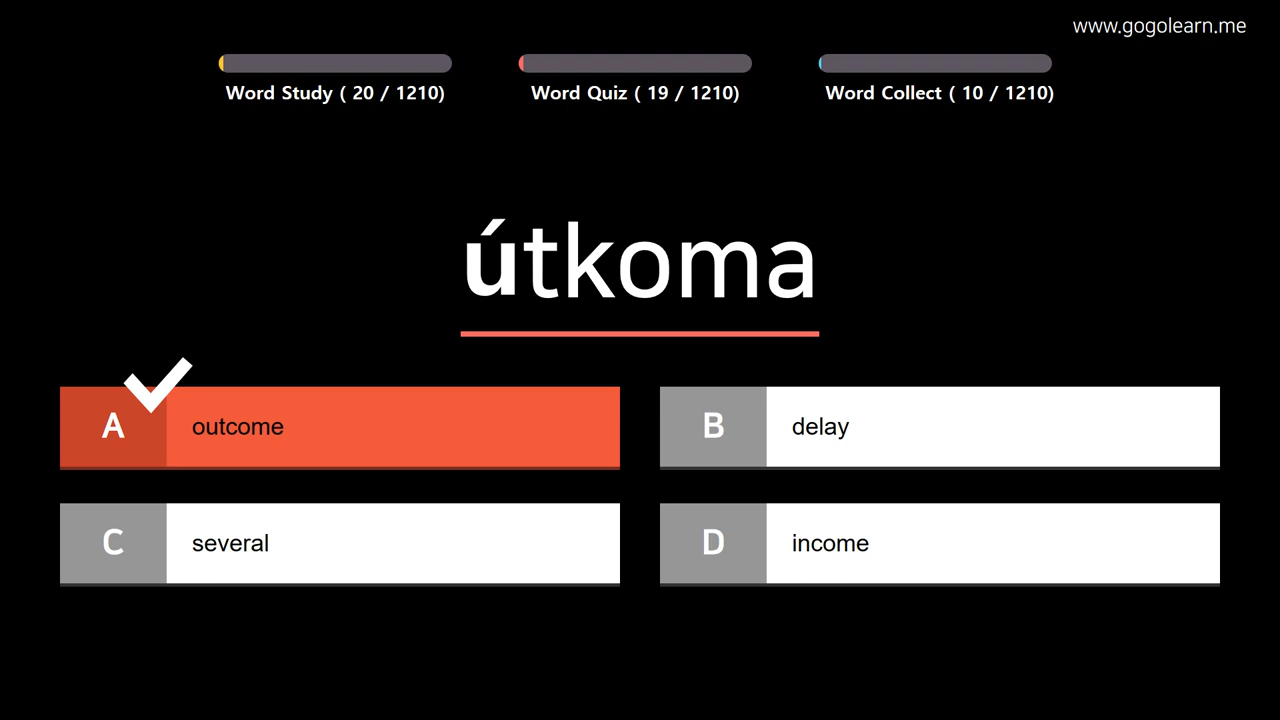 www.gogolearn.me
Word Study ( 20 / 1210)
Word Quiz ( 19 / 1210)
Word Collect ( 10 / 1210)
útkoma
A outcome
B delay
C several
D income